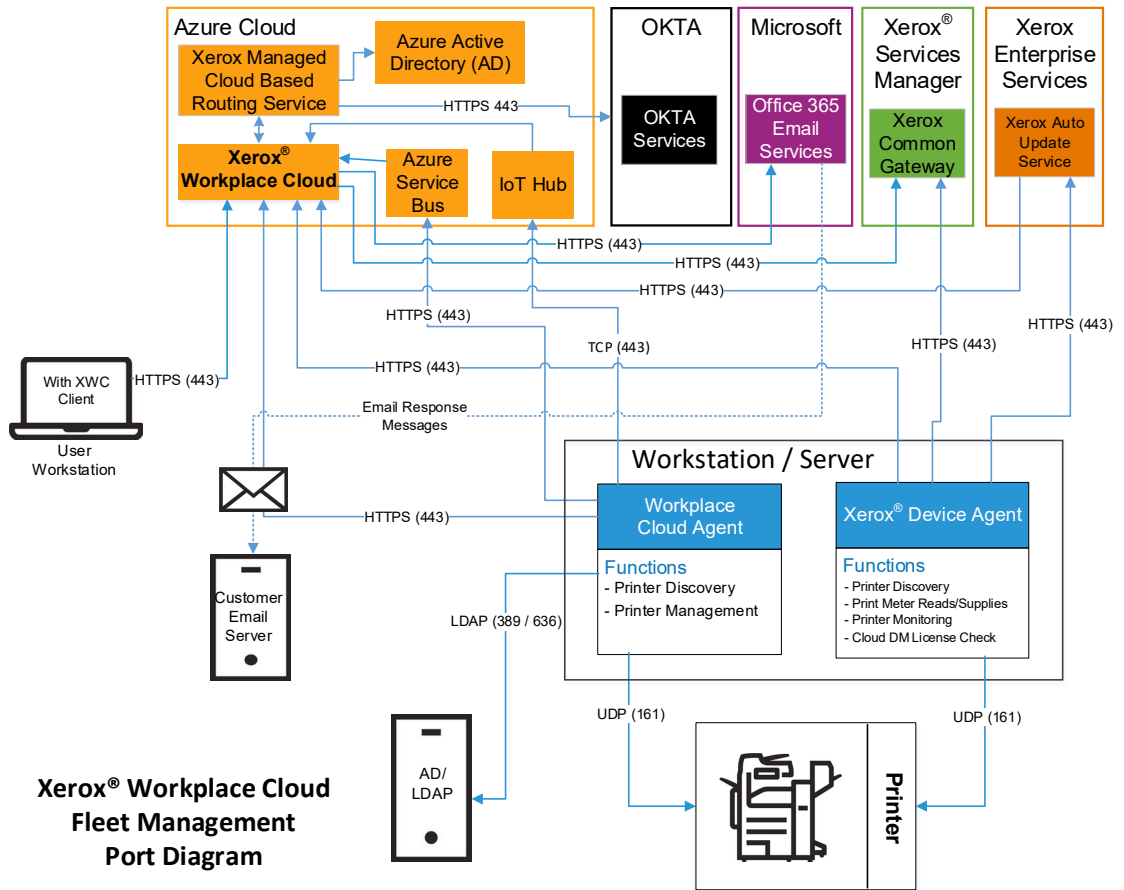 Azure Cloud
Xerox Managed
Cloud Based
Routing Service
Azure Active
Directory (AD)
HTTPS 443
Xerox®
Workplace Cloud
Azure
Service
Bus
IoT Hub
OKTA
OKTA
Services
Microsoft
Office 365
Email
Services
Xerox®
Services
Manager
Xerox
Common
Gateway
Xerox
Enterprise
Services
Xerox Auto
Update
Service
HTTPS (443)
HTTPS (443)
HTTPS (443)
HTTPS (443)
HTTPS (443)
TCP (443)
HTTPS (443)
HTTPS (443)
With XWC
Client
HTTPS (443)
User
Workstation
Email Response
Messages
HTTPS (443)
Customer
Email
Server
Workstation / Server
Workplace
Cloud Agent
Functions
- Printer Discovery
- Printer Management
Xerox® Device Agent
Functions
- Printer Discovery
- Print Meter Reads/Supplies
- Printer Monitoring
- Cloud DM License Check
LDAP (389 / 636)
UDP (161)
UDP (161)
AD/
LDAP
Printer
Xerox® Workplace Cloud
Fleet Management
Port Diagram